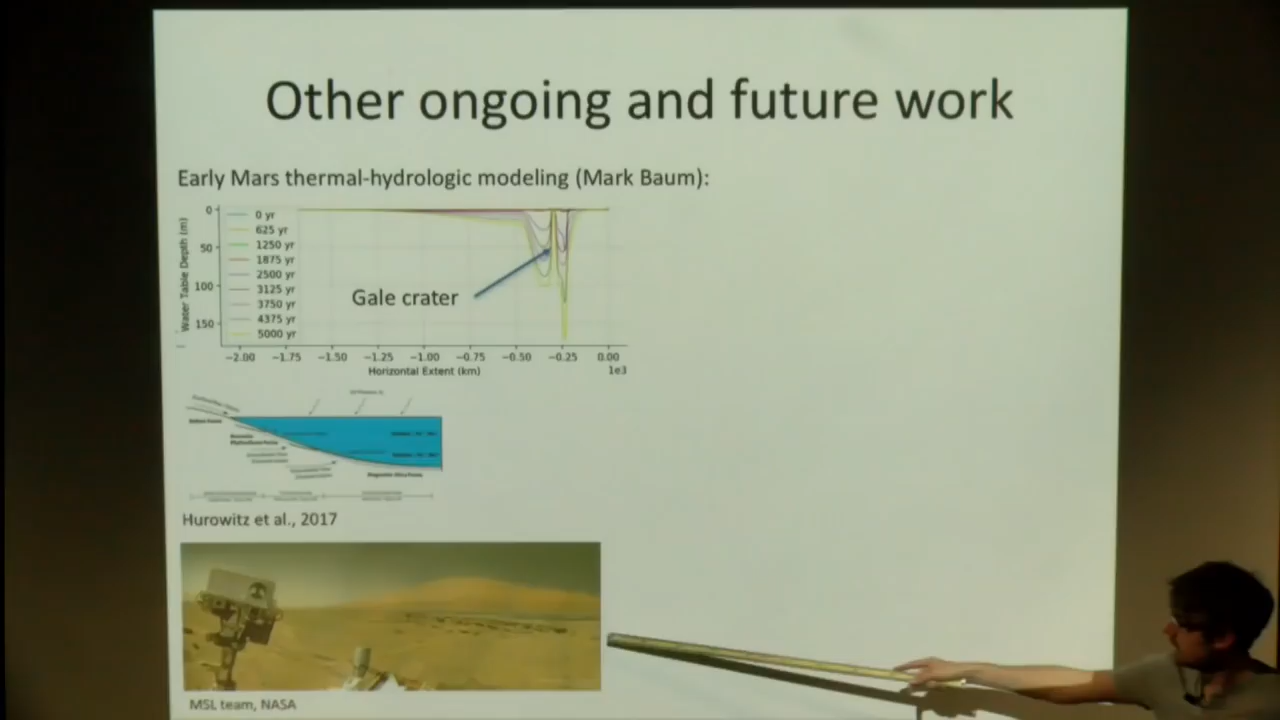 Other ongoing and future work
Early Mars thermal-hydrologic modeling (Mark Baum):
Water Table Depth (m)
0
50
100
150
0 yr
625 yr
1250 yr
1875 yr
2500 yr
3125 yr
3750 yr
4375 yr
5000 yr
Gale crater
−2.00 −1.75 −1.50 −1.25 −1.00 −0.75 −0.50 −0.25 0.00
Horizontal Extent (km)
1e3
Hurowitz et al., 2017
MSL team, NASA